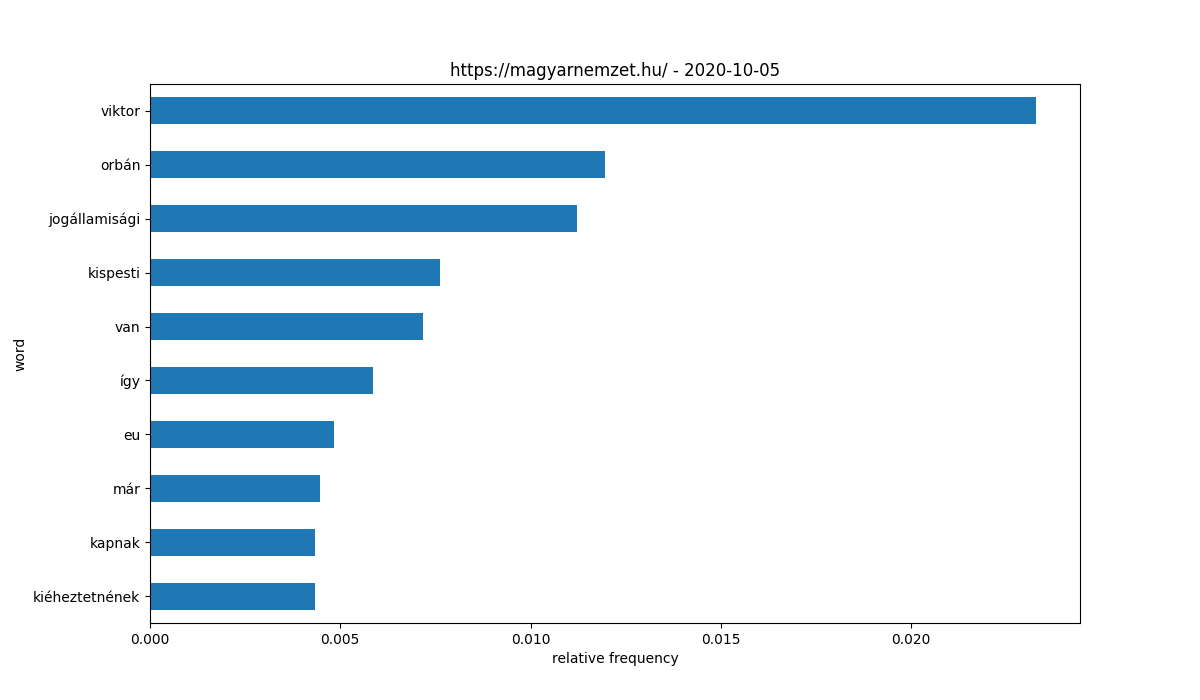 https://magyarnemzet.hu/ - 2020-10-05
viktor
orbán
jogállamisági
kispesti
van
így
eu
már
kapnak
kiéheztetnének
word
0.000
0.005
0.010
0.015
0.020
relative frequency